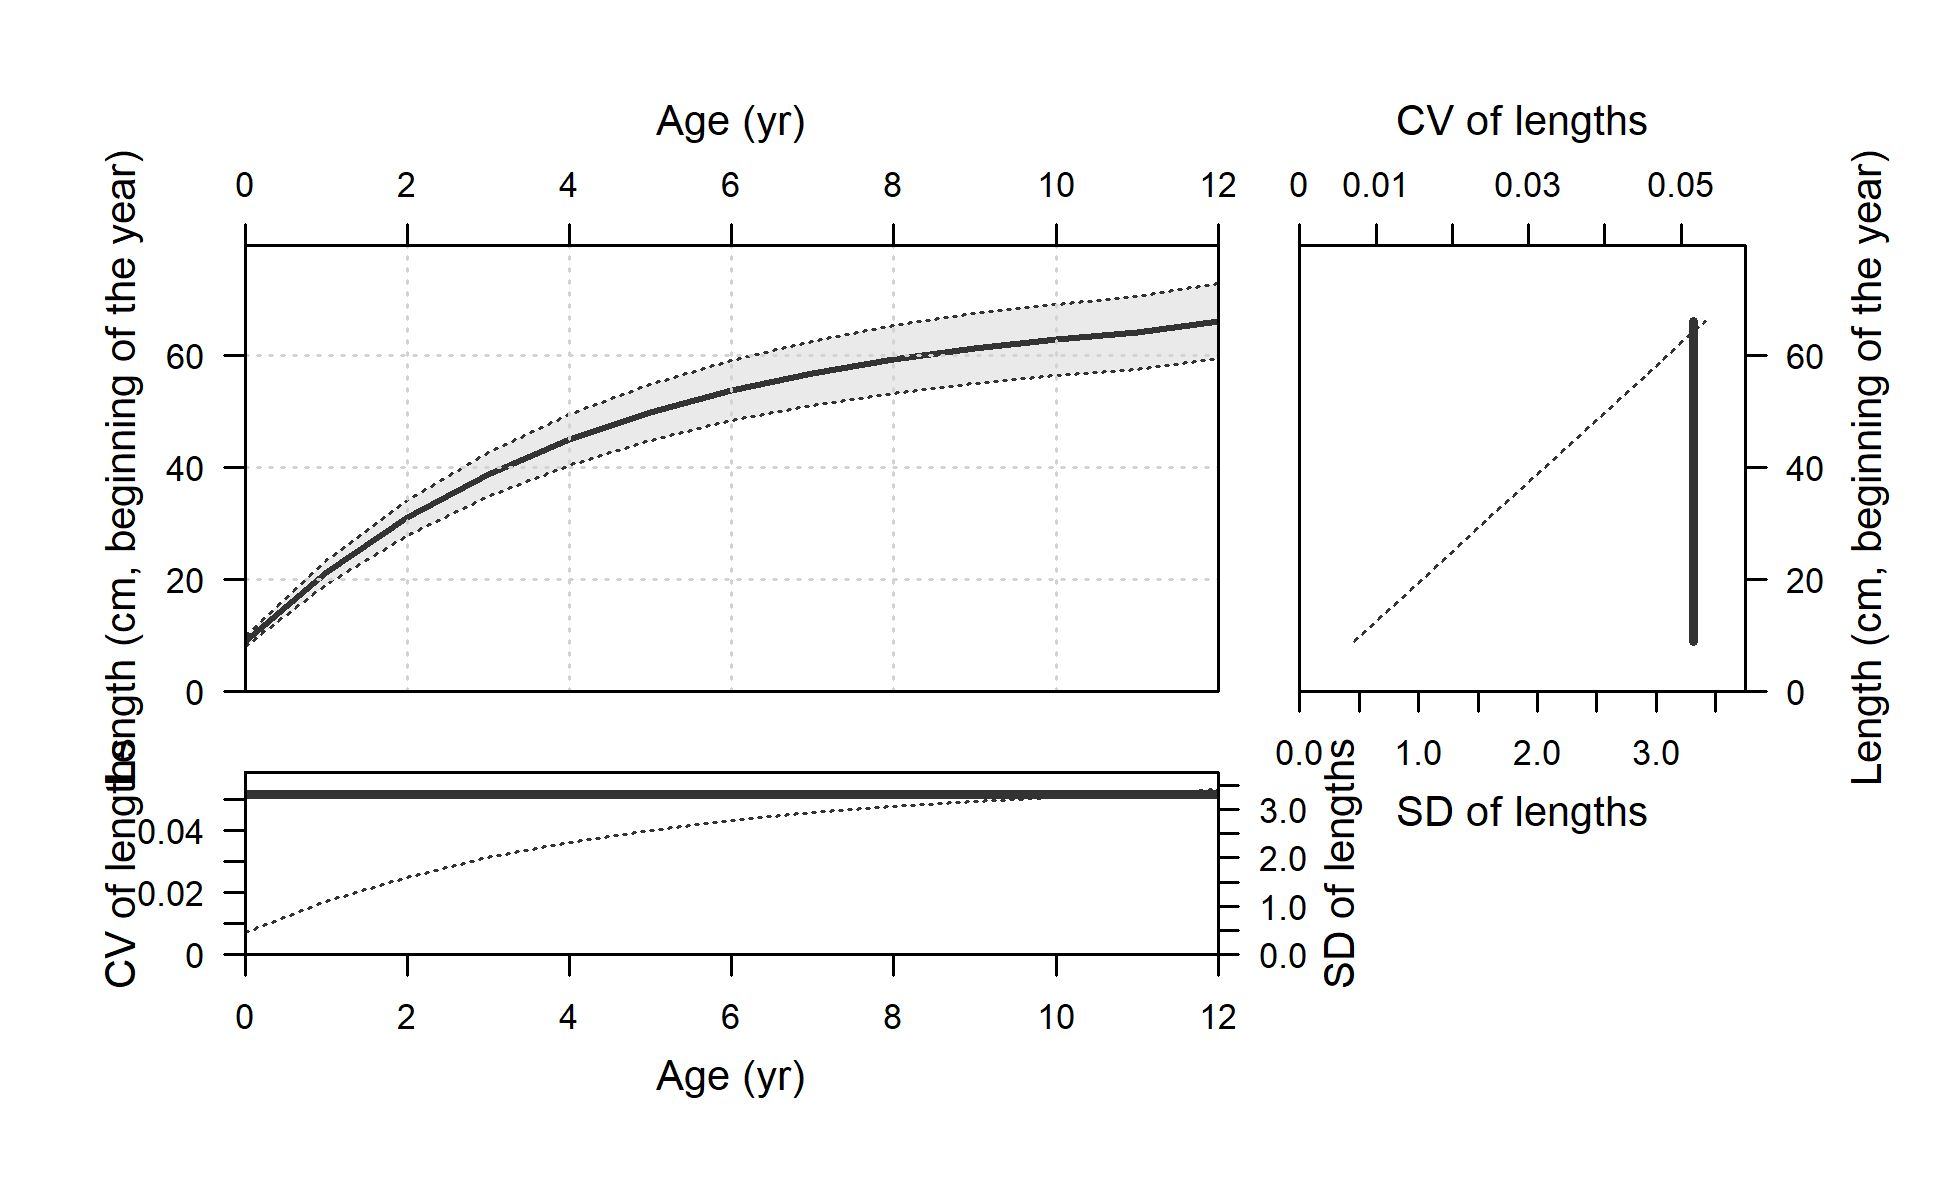 Age (yr)
CV of lengths
0 2 4 6 8 10 12
0 0.01 0.03 0.05
Length (cm, beginning of the year)
60
40
20
0
60
40
20
0
Length (cm, beginning of the year)
0.0 1.0 2.0 3.0
SD of lengths
CV of lengths
0.04
0.02
0
3.0
2.0
1.0
0.0
SD of lengths
0 2 4 6 8 10 12
Age (yr)